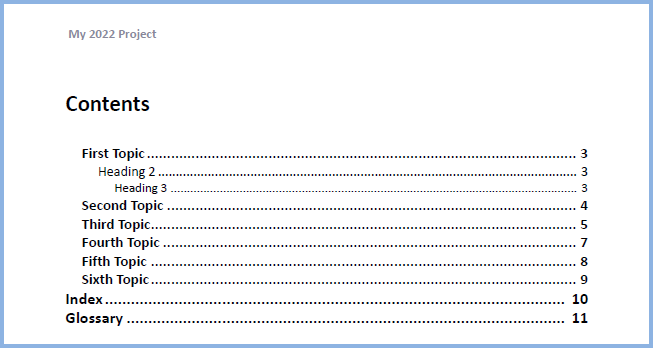 My 2022 Project
Contents
First Topic ........................................................................................................ 3
Heading 2 ........................................................................................................ 3
Heading 3 ........................................................................................................ 3
Second Topic ........................................................................................................ 4
Third Topic ........................................................................................................ 5
Fourth Topic ........................................................................................................ 7
Fifth Topic ........................................................................................................ 8
Sixth Topic ........................................................................................................ 9
Index ........................................................................................................ 10
Glossary ........................................................................................................ 11